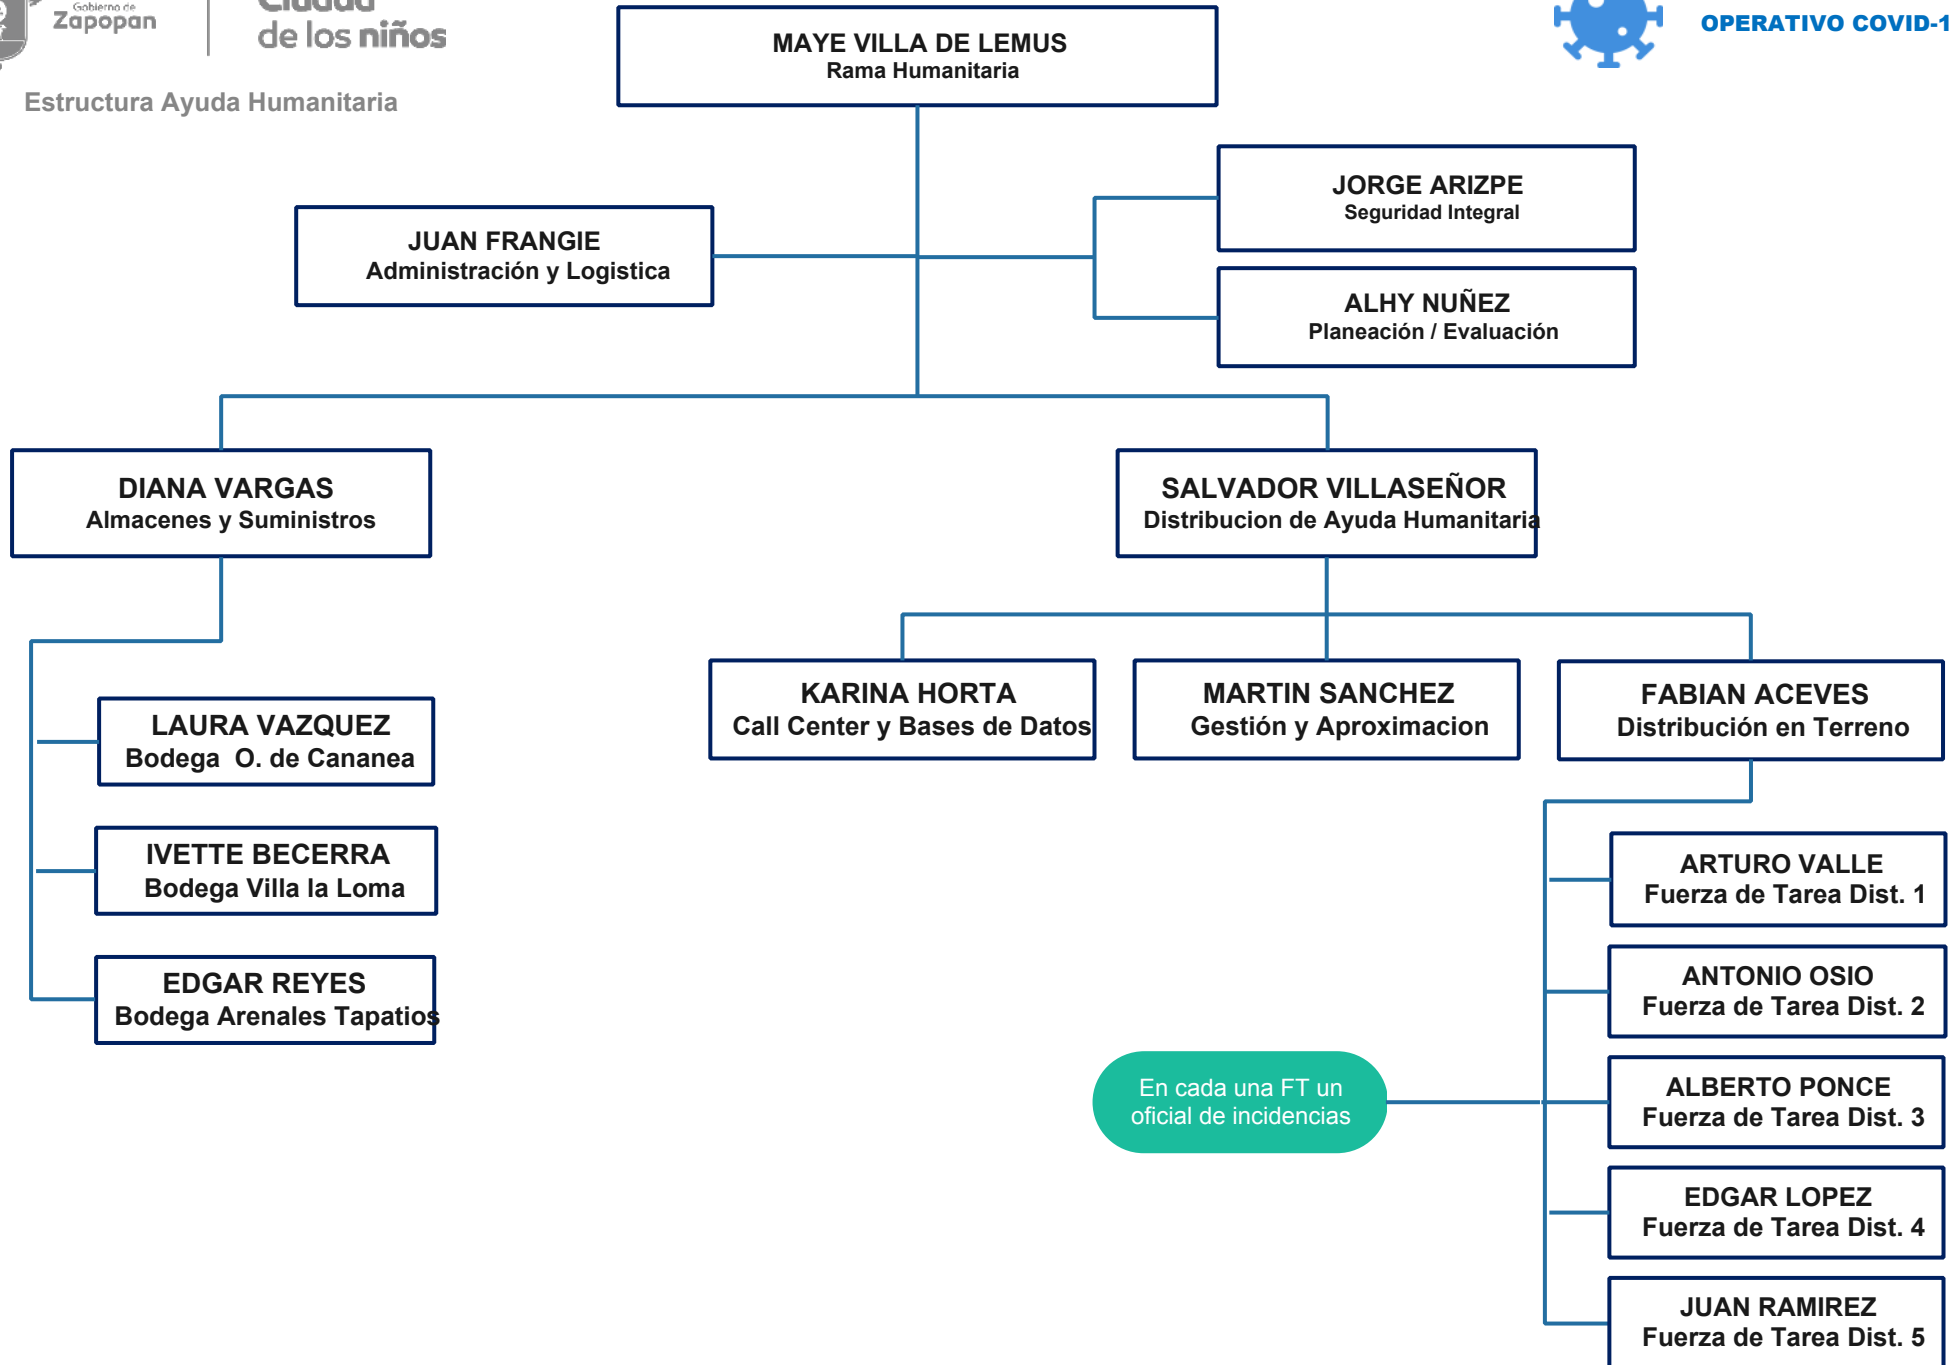 Gobierno de
Zapopan
Ciudad
de los niños
OPERATIVO COVID-1
Estructura Ayuda Humanitaria
MAYE VILLA DE LEMUS
Rama Humanitaria
JORGE ARIZPE
Seguridad Integral
JUAN FRANGIE
Administración y Logistica
ALHY NUÑEZ
Planeación / Evaluación
DIANA VARGAS
Almacenes y Suministros
SALVADOR VILLASEÑOR
Distribucion de Ayuda Humanitaria
LAURA VAZQUEZ
Bodega  O. de Cananea
IVETTE BECERRA
Bodega Villa la Loma
EDGAR REYES
Bodega Arenales Tapatios
KARINA HORTA
Call Center y Bases de Datos
MARTIN SANCHEZ
Gestión y Aproximacion
FABIAN ACEVES
Distribución en Terreno
ARTURO VALLE
Fuerza de Tarea Dist. 1
ANTONIO OSIO
Fuerza de Tarea Dist. 2
En cada una FT un
oficial de incidencias
ALBERTO PONCE
Fuerza de Tarea Dist. 3
EDGAR LOPEZ
Fuerza de Tarea Dist. 4
JUAN RAMIREZ
Fuerza de Tarea Dist. 5